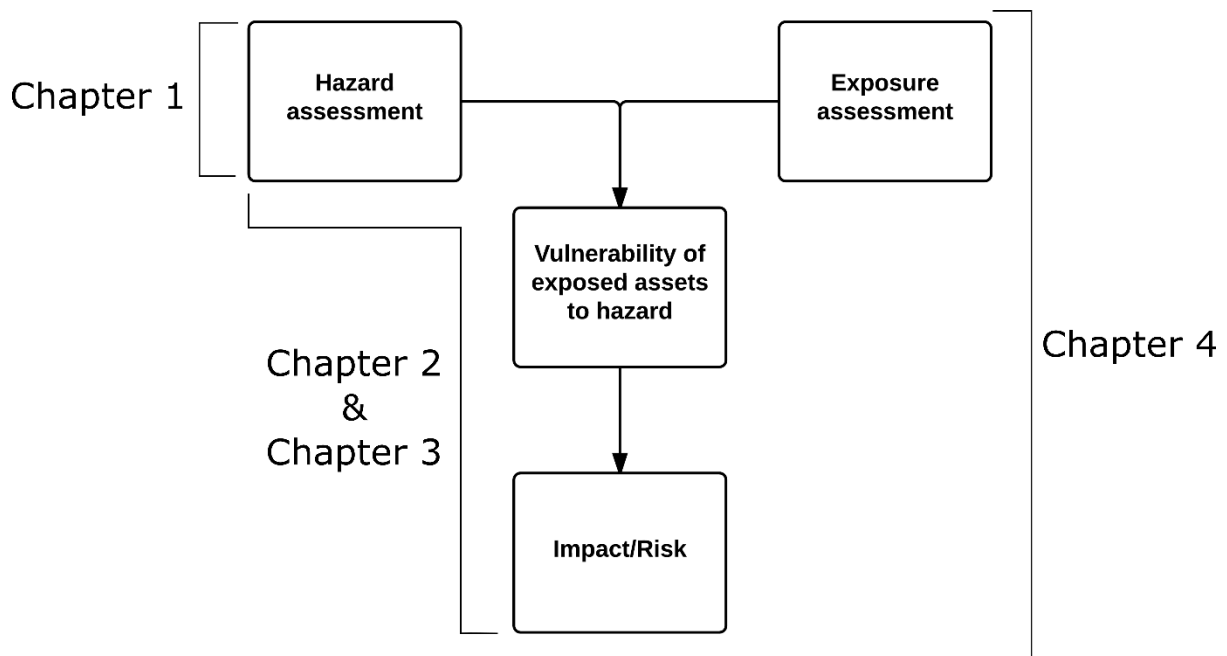 Chapter 1
Hazard
assessment
Exposure
assessment
Vulnerability of
exposed assets
to hazard
Chapter 2
&
Chapter 3
Chapter 4
Impact/Risk